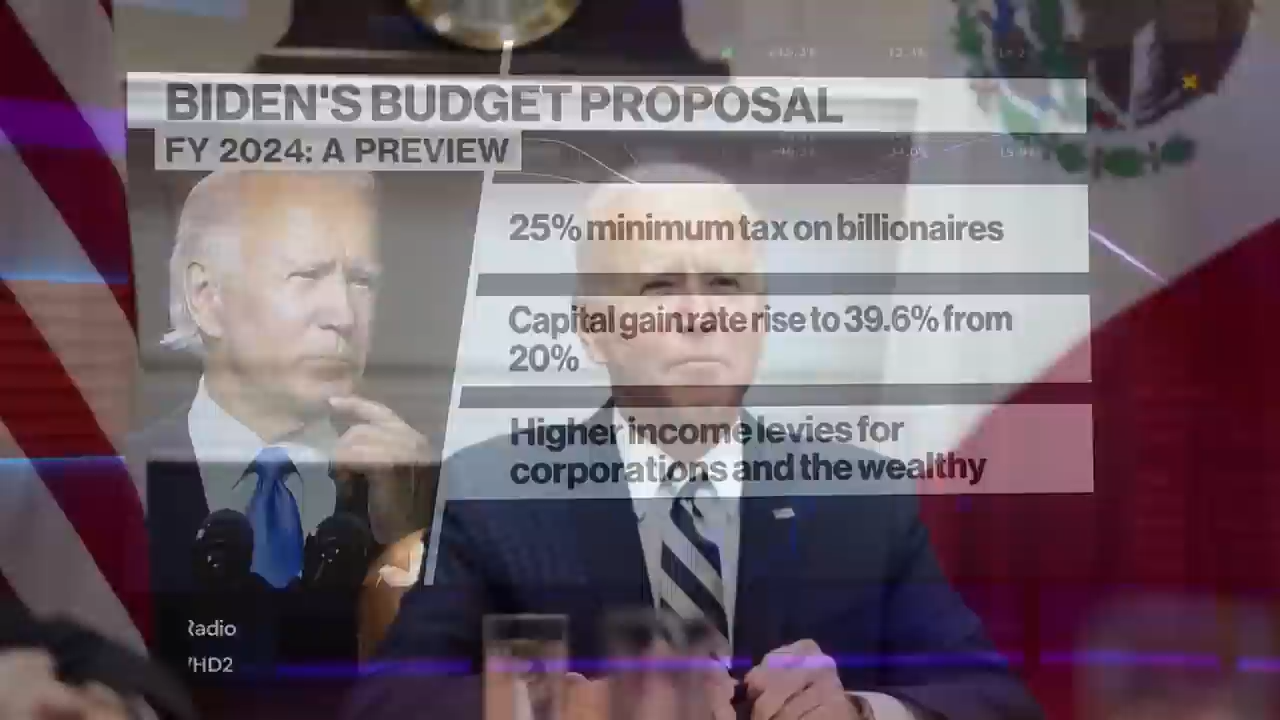 BIDEN'S BUDGET PROPOSAL
FY 2024: A PREVIEW
25% minimum tax on billionaires
Capital gain rate rise to 39.6% from
20%
Higher income levies for
corporations and the wealthy
Radio
HD2